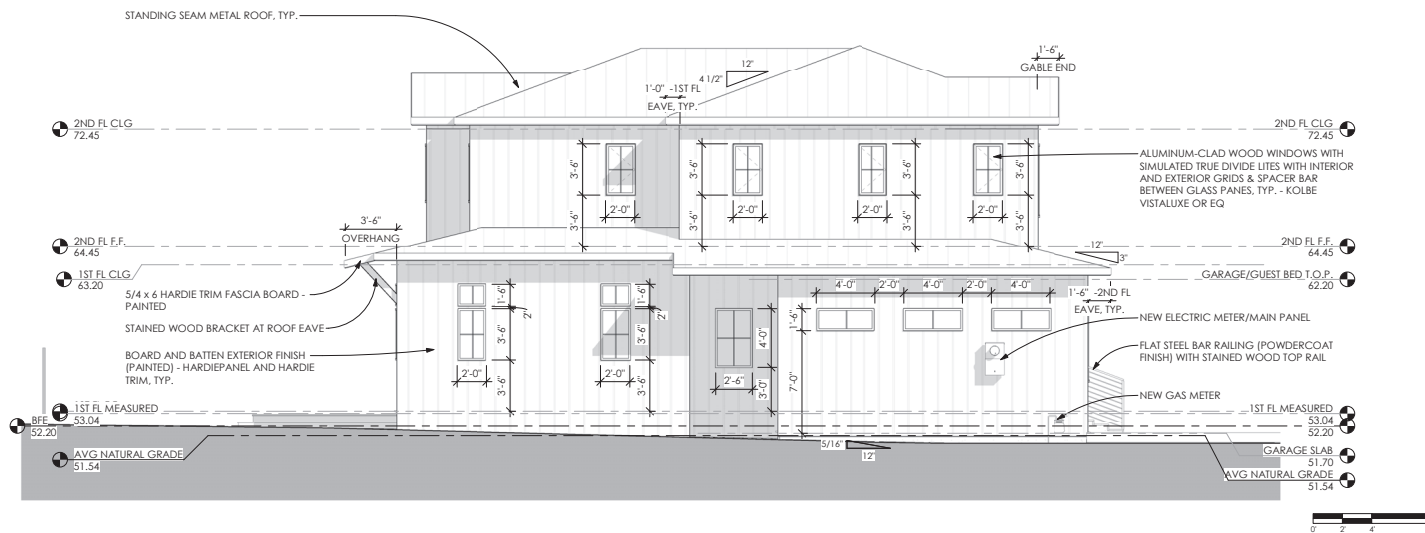 STANDING SEAM METAL ROOF, TYP.
1'-6"
GABLE END
12"
4 1/2"
1'-0" -1ST FL
EAVE, TYP.
2ND FL CLG
72.45
2ND FL CLG
72.45
ALUMINUM-CLAD WOOD WINDOWS WITH
SIMULATED TRUE DIVIDE LITES WITH INTERIOR
AND EXTERIOR GRIDS & SPACER BAR
BETWEEN GLASS PANES, TYP. - KOLBE
VISTALUXE OR EQ
3'-6"
3'-6"
3'-6"
3'-6"
2'-0"
2'-0"
2'-0"
2'-0"
3'-6"
3'-6"
3'-6"
3'-6"
3'-6"
OVERHANG
2ND FL F.F.
64.45
2ND FL F.F.
64.45
12"
3"
1ST FL CLG
63.20
GARAGE/GUEST BED T.O.P.
62.20
5/4 x 6 HARDIE TRIM FASCIA BOARD -
PAINTED
STAINED WOOD BRACKET AT ROOF EAVE
BOARD AND BATTEN EXTERIOR FINISH
(PAINTED) - HARDIEPANEL AND HARDIE
TRIM, TYP.
1'-6"
2"
3'-6"
2'-0"
3'-6"
1'-6"
2"
3'-6"
2'-0"
3'-6"
4'-0"
2'-6"
3'-0"
4'-0"
2'-0"
4'-0"
2'-0"
4'-0"
1'-6"
7'-0"
1'-6" -2ND FL
EAVE, TYP.
NEW ELECTRIC METER/MAIN PANEL
FLAT STEEL BAR RAILING (POWDERCOAT
FINISH) WITH STAINED WOOD TOP RAIL
NEW GAS METER
1ST FL MEASURED
53.04
BFE
52.20
AVG NATURAL GRADE
51.54
1ST FL MEASURED
53.04
52.20
5/16"
12"
GARAGE SLAB
51.70
AVG NATURAL GRADE
51.54
0'
2'
4'